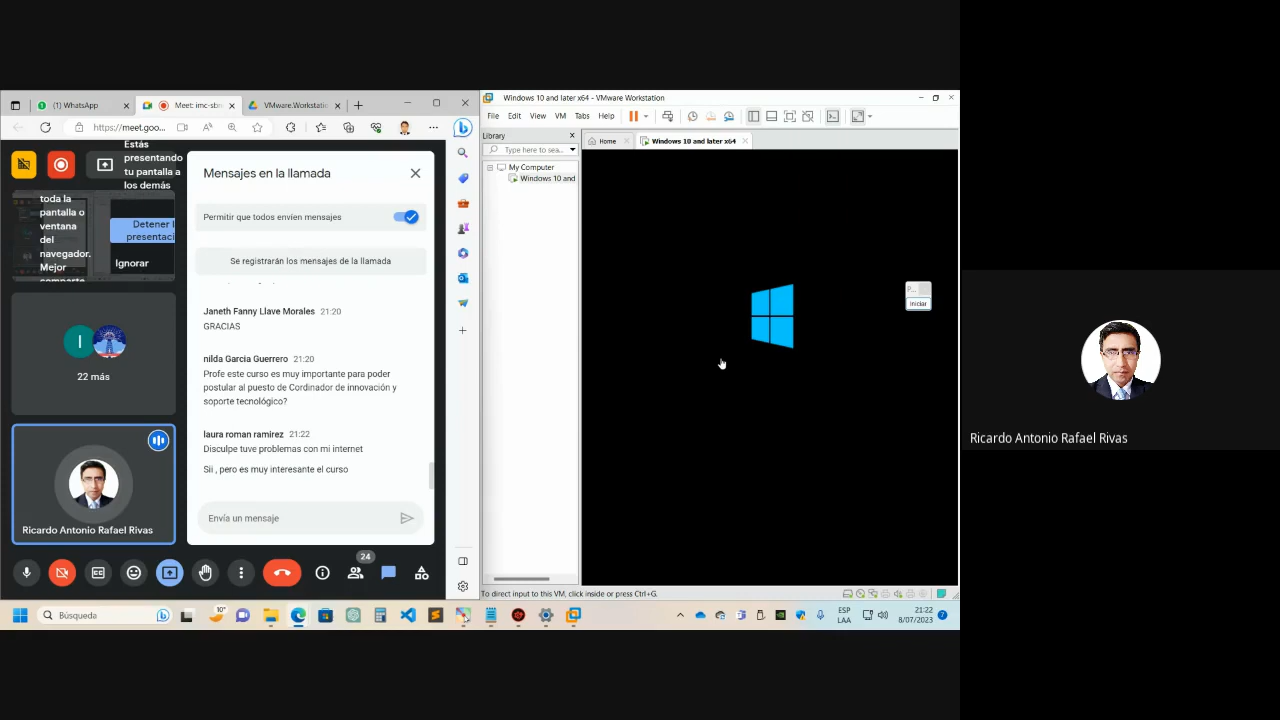 (1) WhatsApp
Meet: imc-sbn
VMware.Workstatio
https://meet.goo...
Estás
presentando
tu pantalla a
los demás
toda la
pantalla o
ventana
del
navegador.
Mejor
comparte
Detener l
presentaci
Ignorar
22 más
Ricardo Antonio Rafael Rivas
Mensajes en la llamada
Permitir que todos envíen mensajes
Se registrarán los mensajes de la llamada
Janeth Fanny Llave Morales 21:20
GRACIAS
nilda Garcia Guerrero 21:20
Profe este curso es muy importante para poder
postular al puesto de Cordinador de innovación y
soporte tecnológico?
laura roman ramirez 21:22
Disculpe tuve problemas con mi internet
Sii , pero es muy interesante el curso
Envía un mensaje
24
Windows 10 and later x64 - VMware Workstation
File Edit View VM Tabs Help
Library
Type here to sea...
My Computer
Windows 10 and
Home
Windows 10 and later x64
P...
Iniciar
To direct input to this VM, click inside or press Ctrl+G.
Búsqueda
10°
ESP
LAA
21:22
8/07/2023
Ricardo Antonio Rafael Rivas